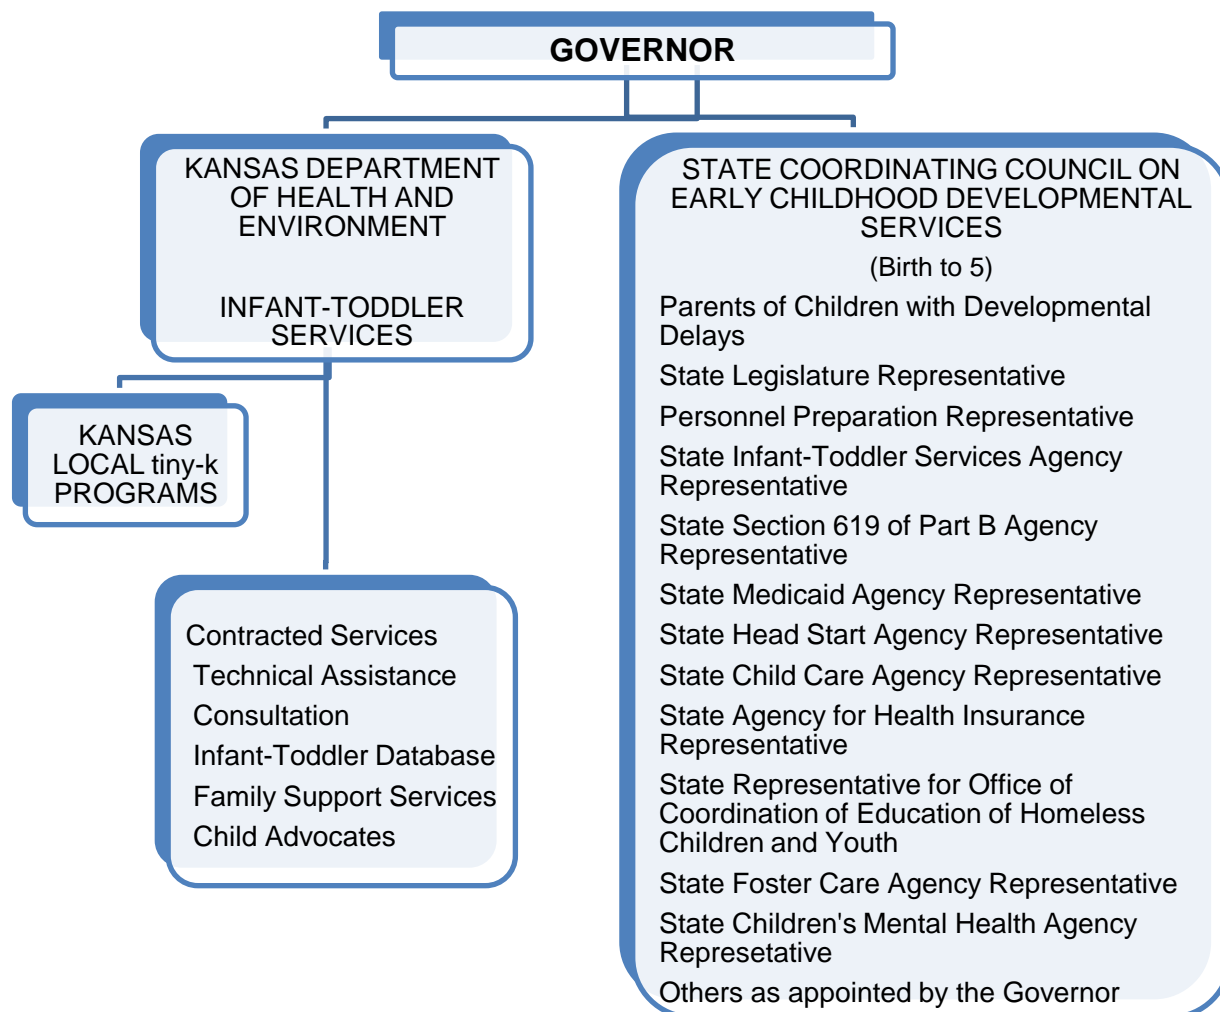 GOVERNOR
KANSAS DEPARTMENT
OF HEALTH AND
ENVIRONMENT
INFANT-TODDLER
SERVICES
KANSAS
LOCAL tiny-k
PROGRAMS
Contracted Services
Technical Assistance
Consultation
Infant-Toddler Database
Family Support Services
Child Advocates
STATE COORDINATING COUNCIL ON
EARLY CHILDHOOD DEVELOPMENTAL
SERVICES
(Birth to 5)
Parents of Children with Developmental
Delays
State Legislature Representative
Personnel Preparation Representative
State Infant-Toddler Services Agency
Representative
State Section 619 of Part B Agency
Representative
State Medicaid Agency Representative
State Head Start Agency Representative
State Child Care Agency Representative
State Agency for Health Insurance
Representative
State Representative for Office of
Coordination of Education of Homeless
Children and Youth
State Foster Care Agency Representative
State Children's Mental Health Agency
Represetative
Others as appointed by the Governor